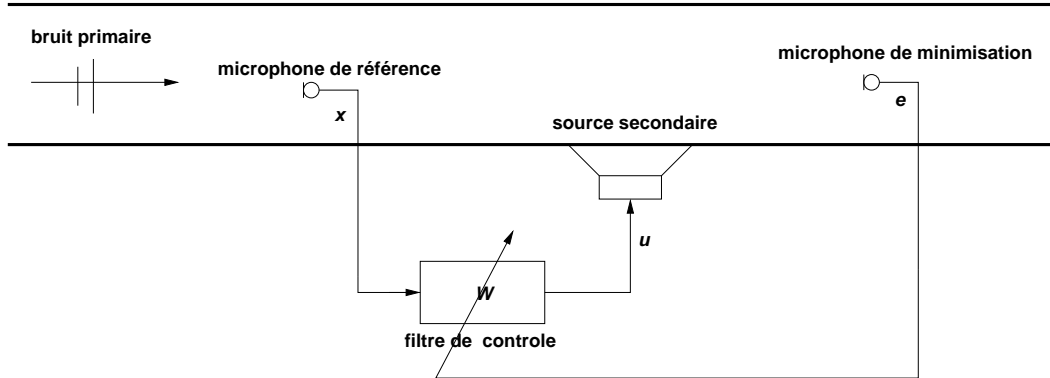 bruit primaire
microphone de référence
microphone de minimisation
x
e
source secondaire
u
W
filtre de controle